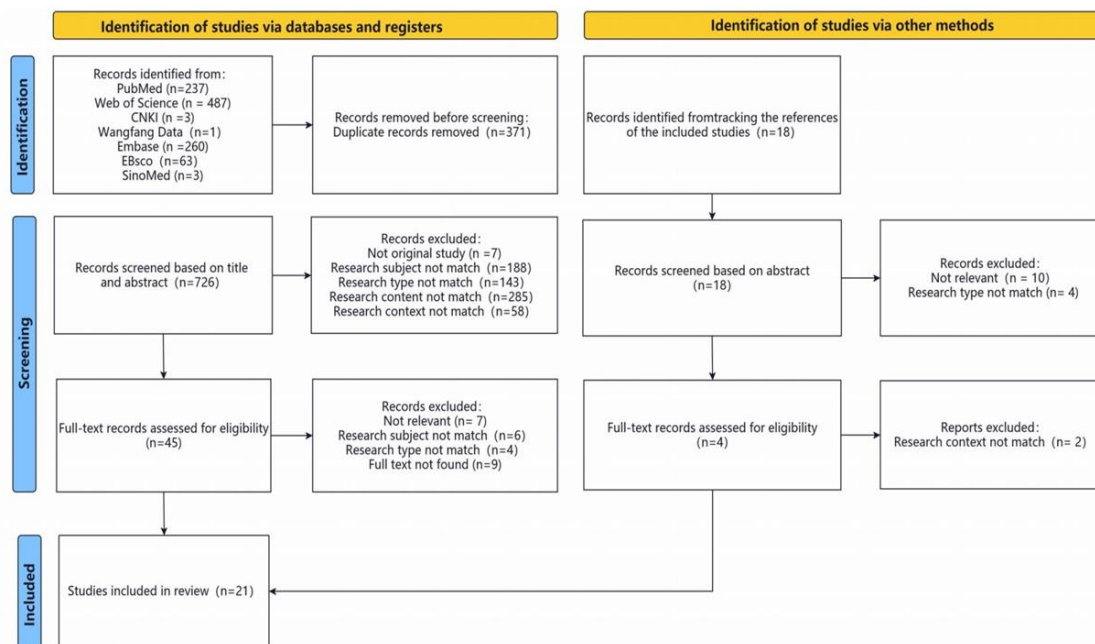 Identification of studies via databases and registers
Identification of studies via other methods
Identification
Records identified from:
PubMed (n=237)
Web of Science (n = 487)
CNKI (n =3)
Wangfang Data (n=1)
Embase (n =260)
EBsco (n=63)
SinoMed (n=3)
Records removed before screening:
Duplicate records removed (n=371)
Records identified fromtracking the references
of the included studies (n=18)
Screening
Records screened based on title
and abstract (n=726)
Records excluded:
Not original study (n =7)
Research subject not match (n=188)
Research type not match (n=143)
Research content not match (n=285)
Research context not match (n=58)
Records screened based on abstract
(n=18)
Records excluded:
Not relevant (n = 10)
Research type not match (n= 4)
Full-text records assessed for eligibility
(n=45)
Records excluded:
Not relevant (n= 7)
Research subject not match (n=6)
Research type not match (n=4)
Full text not found (n=9)
Full-text records assessed for eligibility
(n=4)
Reports excluded:
Research context not match (n= 2)
Included
Studies included in review (n=21)